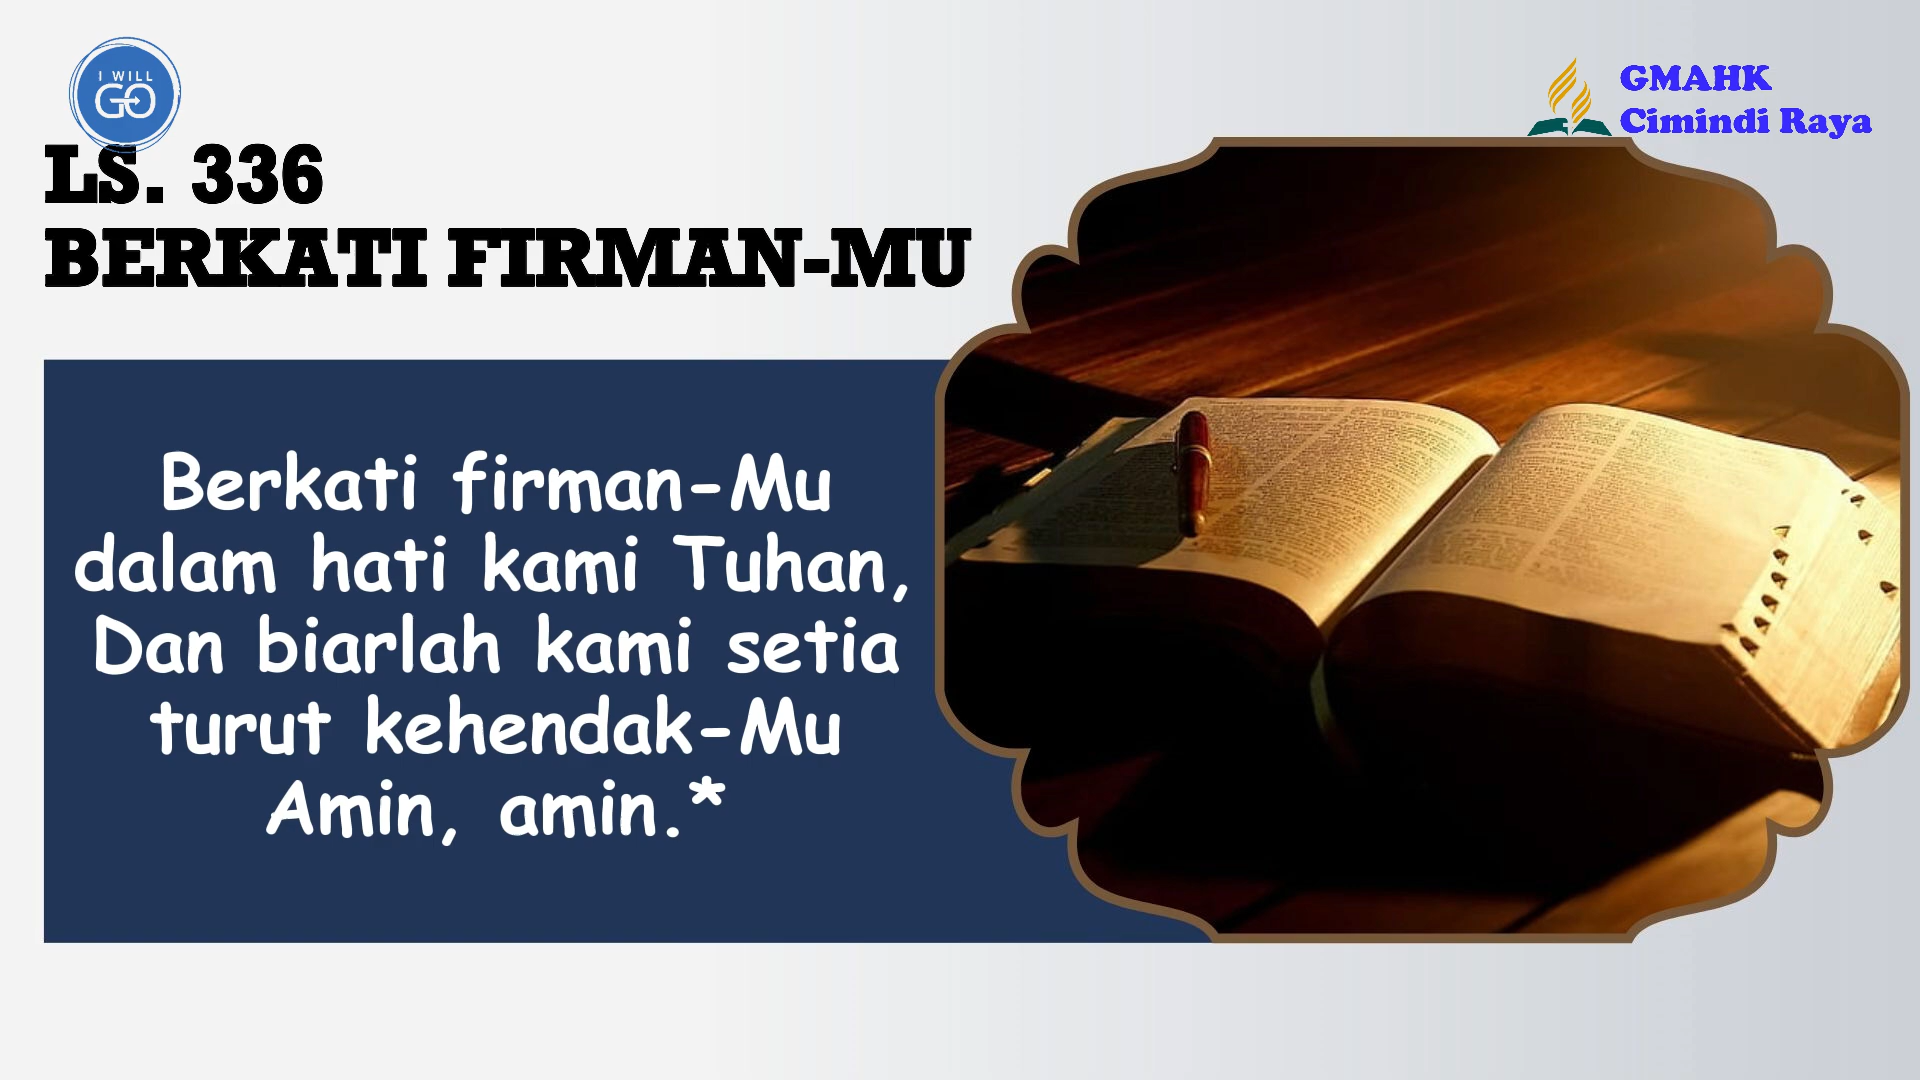 I WILL
GO
GMAHK
Cimindi Raya
LS. 336
BERKATI FIRMAN-MU
Berkati firman-Mu
dalam hati kami Tuhan,
Dan biarlah kami setia
turut kehendak-Mu
Amin, amin.*